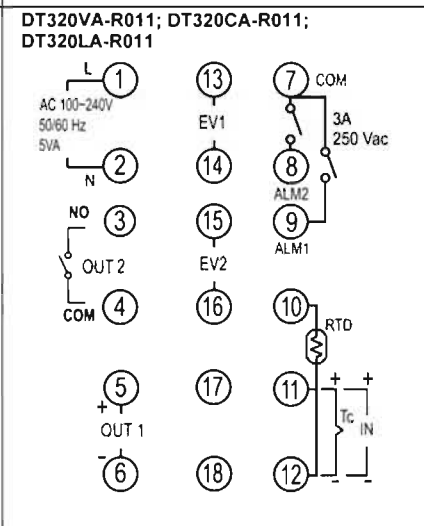 DT320VA-R011; DT320CA-R011;
DT320LA-R011
L 1 13 7 COM
AC 100~240V
50/60 Hz
5VA
EV1
3A
250 Vac
N 2 14 8
ALM2
NO 3 15 9
ALM1
OUT 2
EV2
COM 4 16 10
RTD
5 17 11 + +
+
OUT 1
Tc IN
-
6 18 12 - -